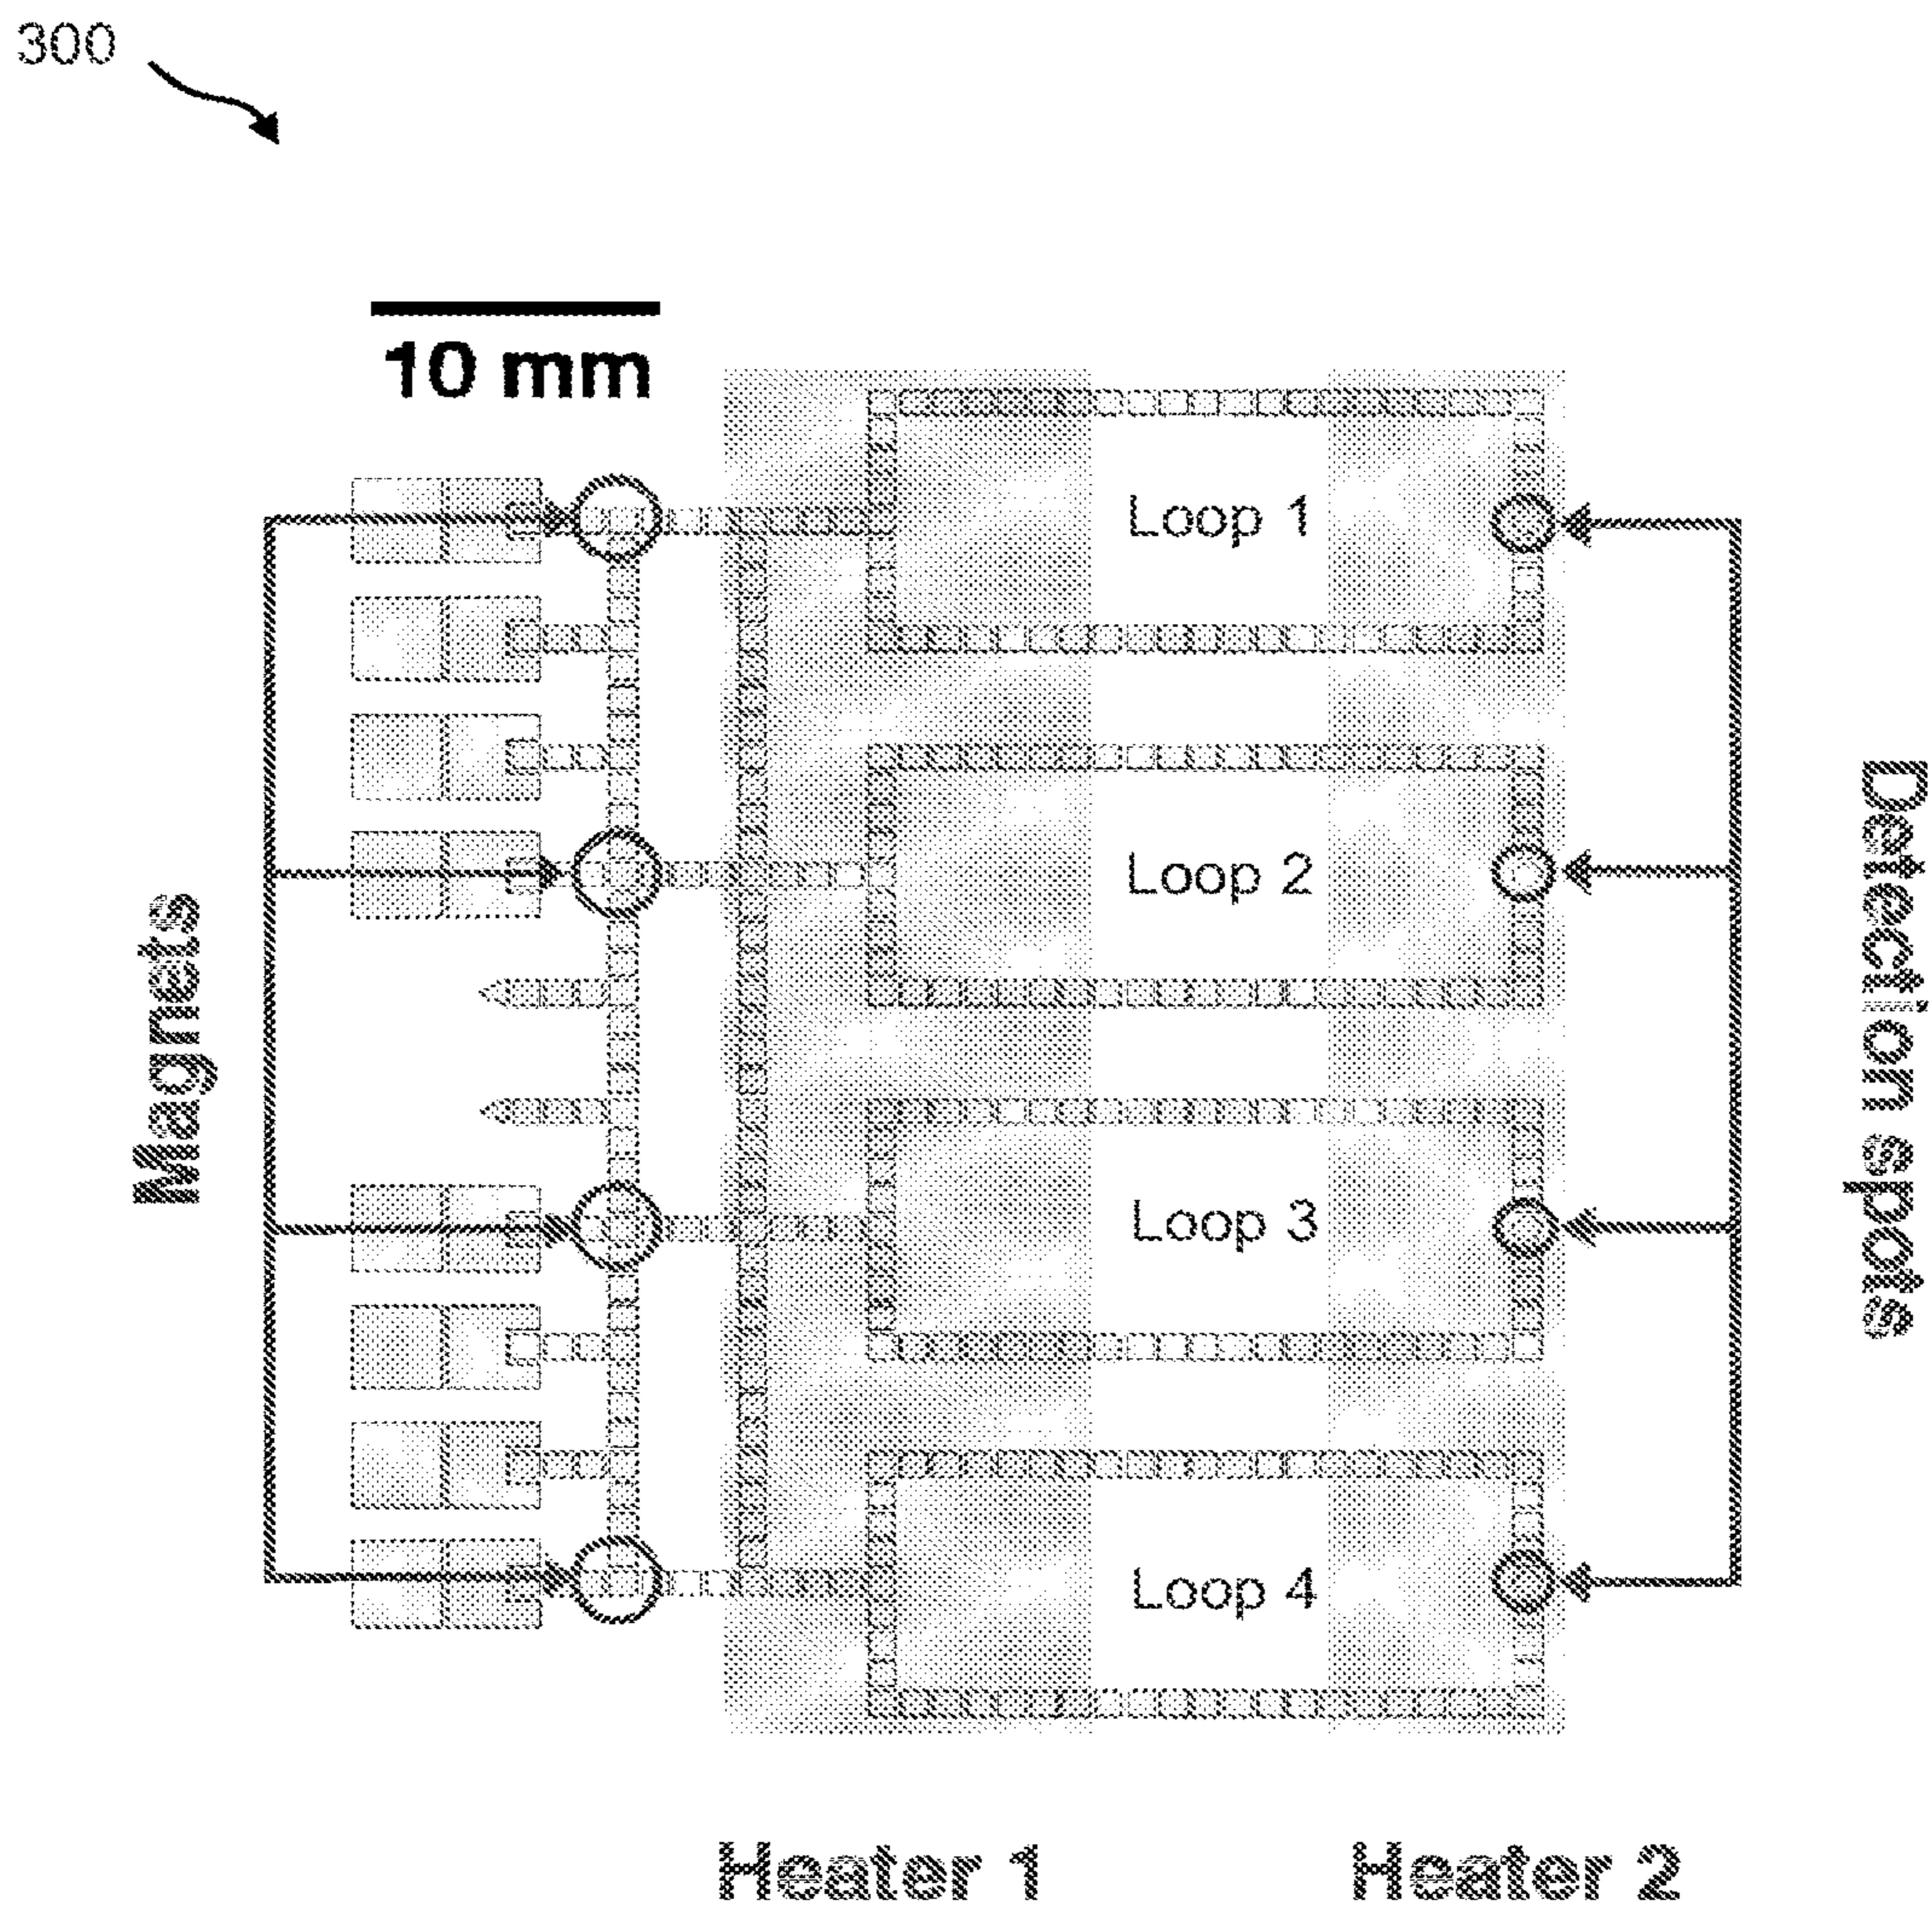 300
10 mm
Loop 1
Loop 2
Loop 3
Loop 4
Magnets
Detection spots
Heater 1
Heater 2